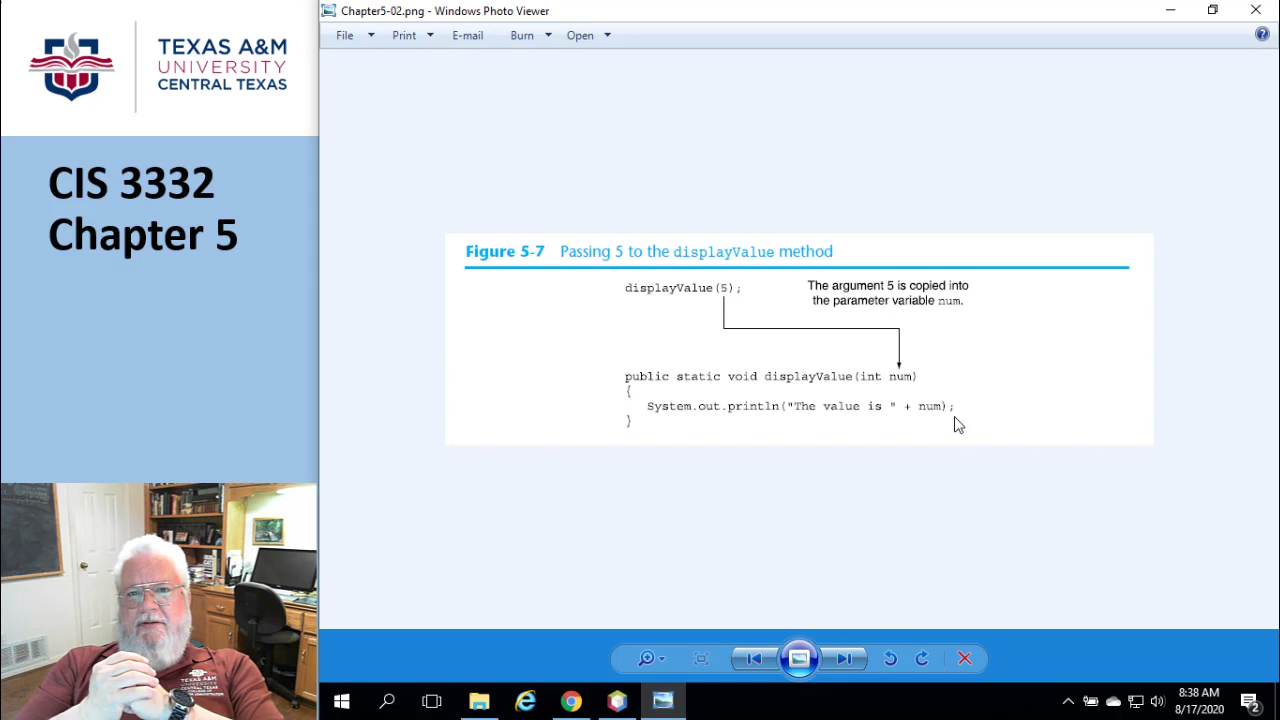 TEXAS A&M
UNIVERSITY
CENTRAL TEXAS
CIS 3332
Chapter 5
Chapter5-02.png - Windows Photo Viewer
File Print E-mail Burn Open
Figure 5-7 Passing 5 to the displayValue method
displayValue(5);
The argument 5 is copied into
the parameter variable num.
public static void displayValue(int num)
{
System.out.println("The value is " + num);
}
TEXAS A&M
8:38 AM
8/17/2020
2